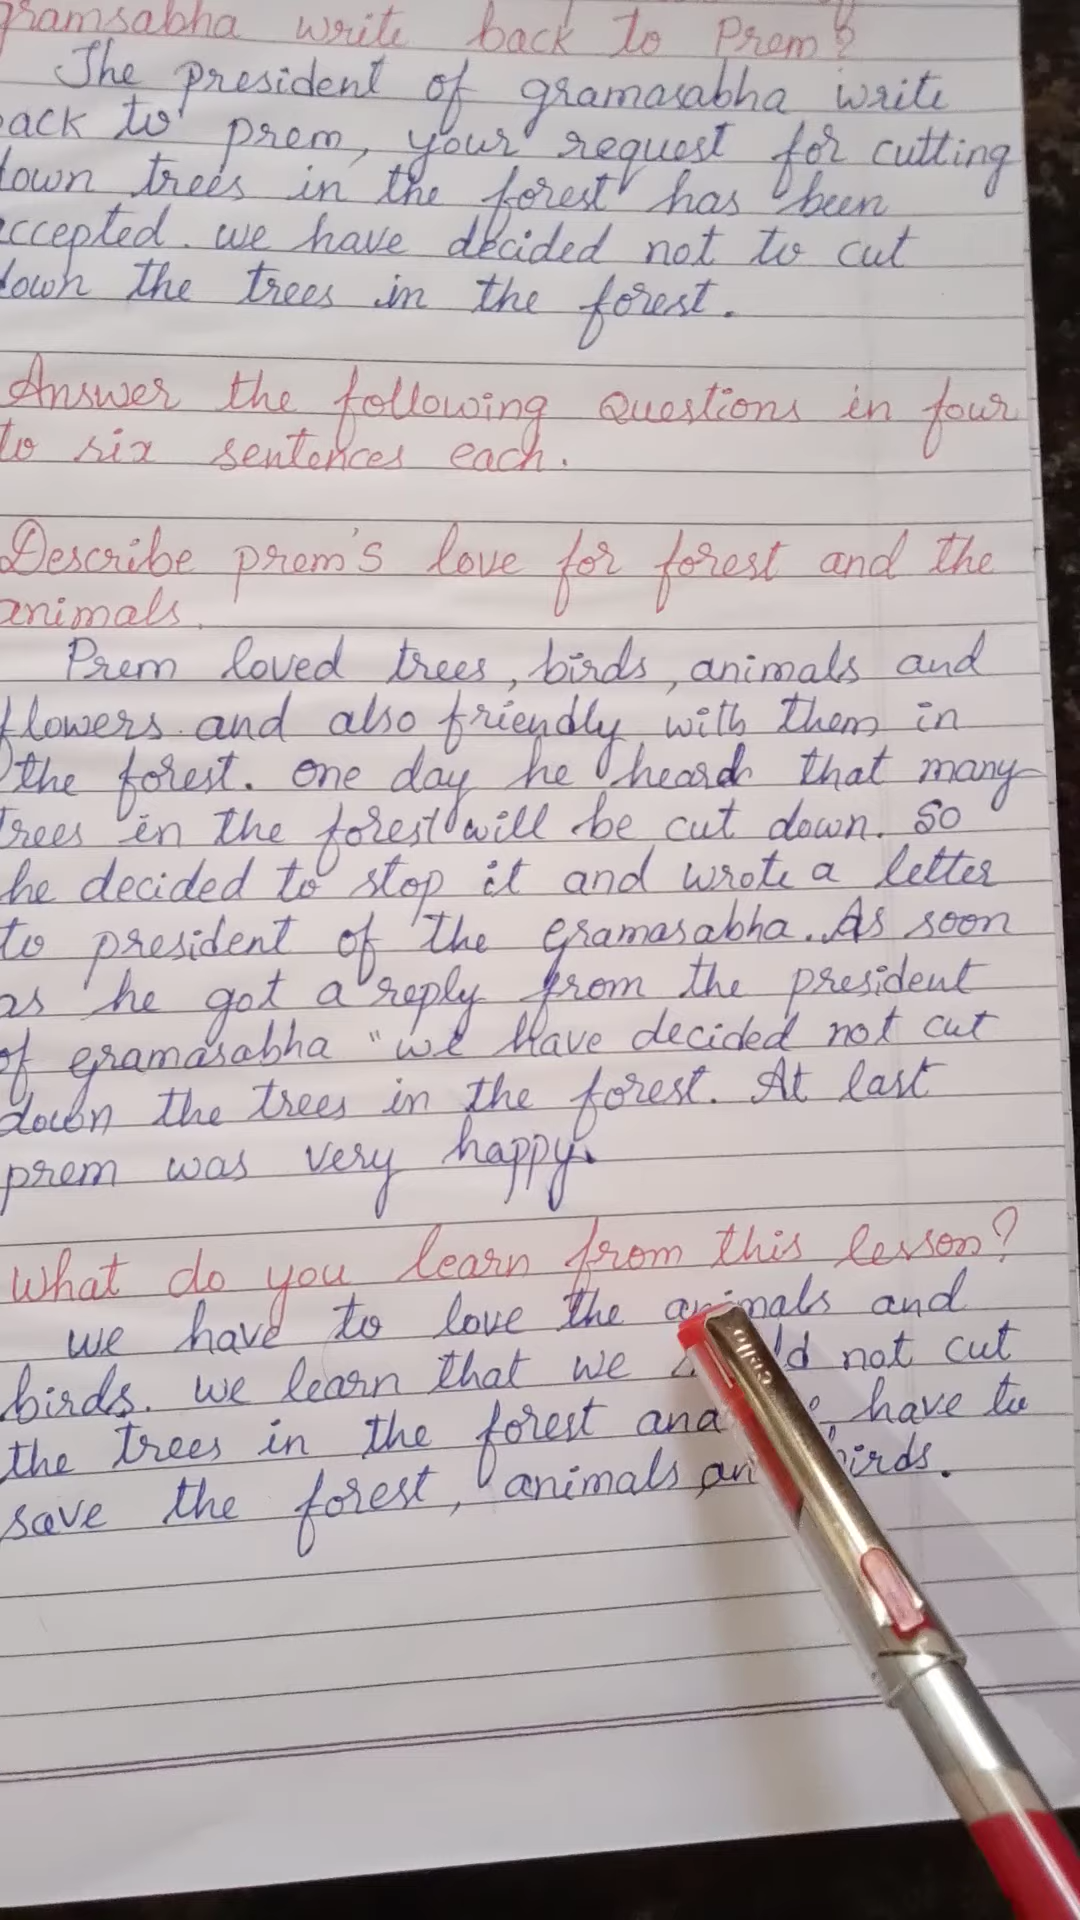 gramsabha write back to Prem?
The president of gramasabha write
ack to prem, your request for cutting
down trees in the forest has been
accepted. we have decided not to cut
down the trees in the forest.
Answer the following Questions in four
to six sentences each.
Describe prem's love for forest and the
animals.
Prem loved trees, birds, animals and
flowers and also friendly with them in
the forest. One day he heard that many
trees in the forest will be cut down. So
he decided to stop it and wrote a letter
to president of the gramasabha. As soon
as he got a reply from the president
of gramasabha "we have decided not cut
down the trees in the forest. At last
prem was very happy.
What do you learn from this lesson?
we have to love the animals and
birds. we learn that we not cut
the trees in the forest and have to
save the forest, animals birds.
cello